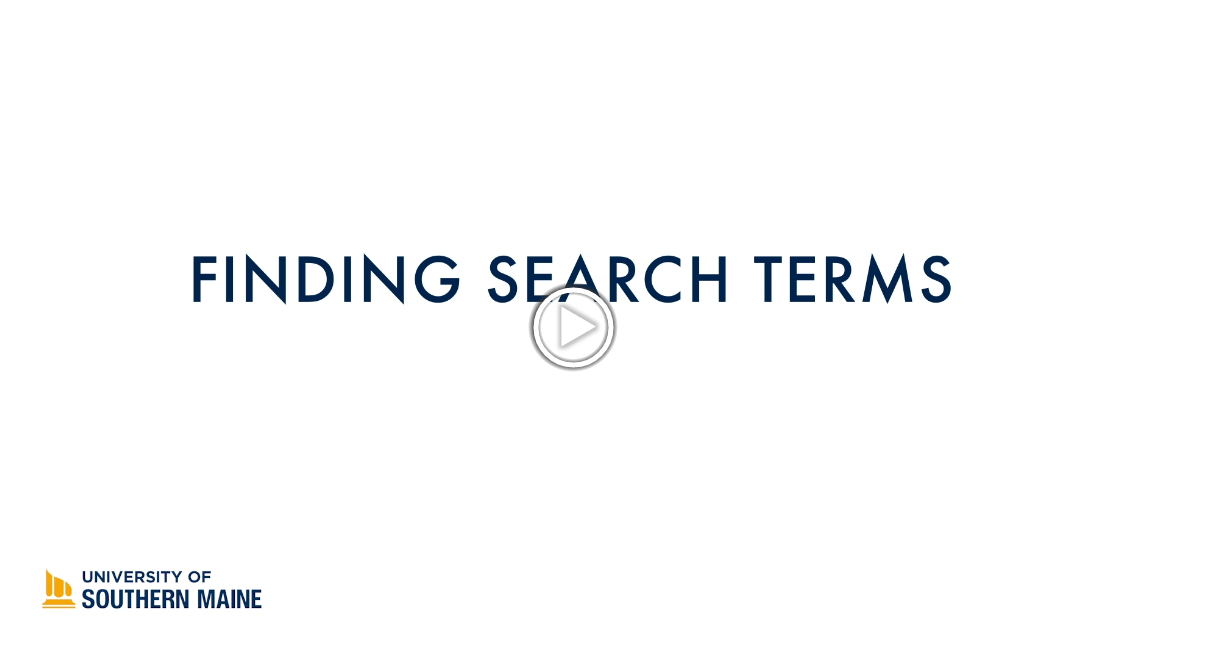 FINDING SEARCH TERMS
UNIVERSITY OF
SOUTHERN MAINE